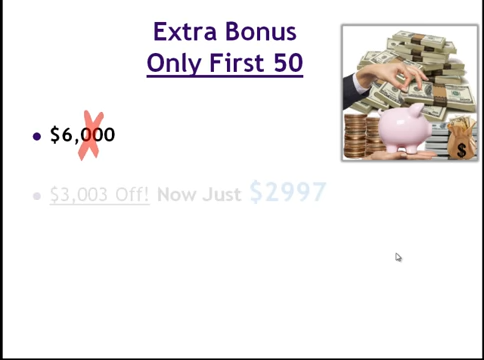 Extra Bonus
Only First 50
$6,000
$3,003 Off! Now Just $2997
$